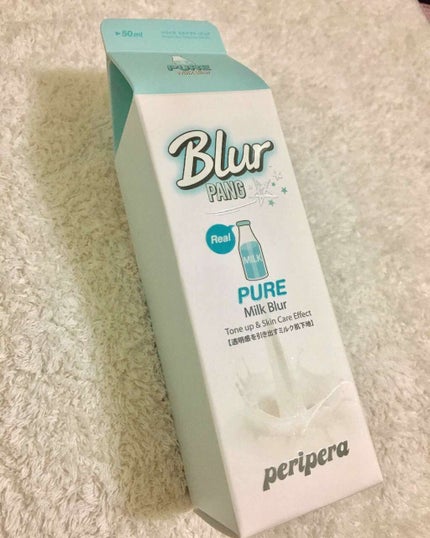 ▶50ml
PURE
Blur
PANG
Real
MILK
PURE
Milk Blur
Tone up & Skin Care Effect
【透明感を引き出すミルク肌下地】
peripera